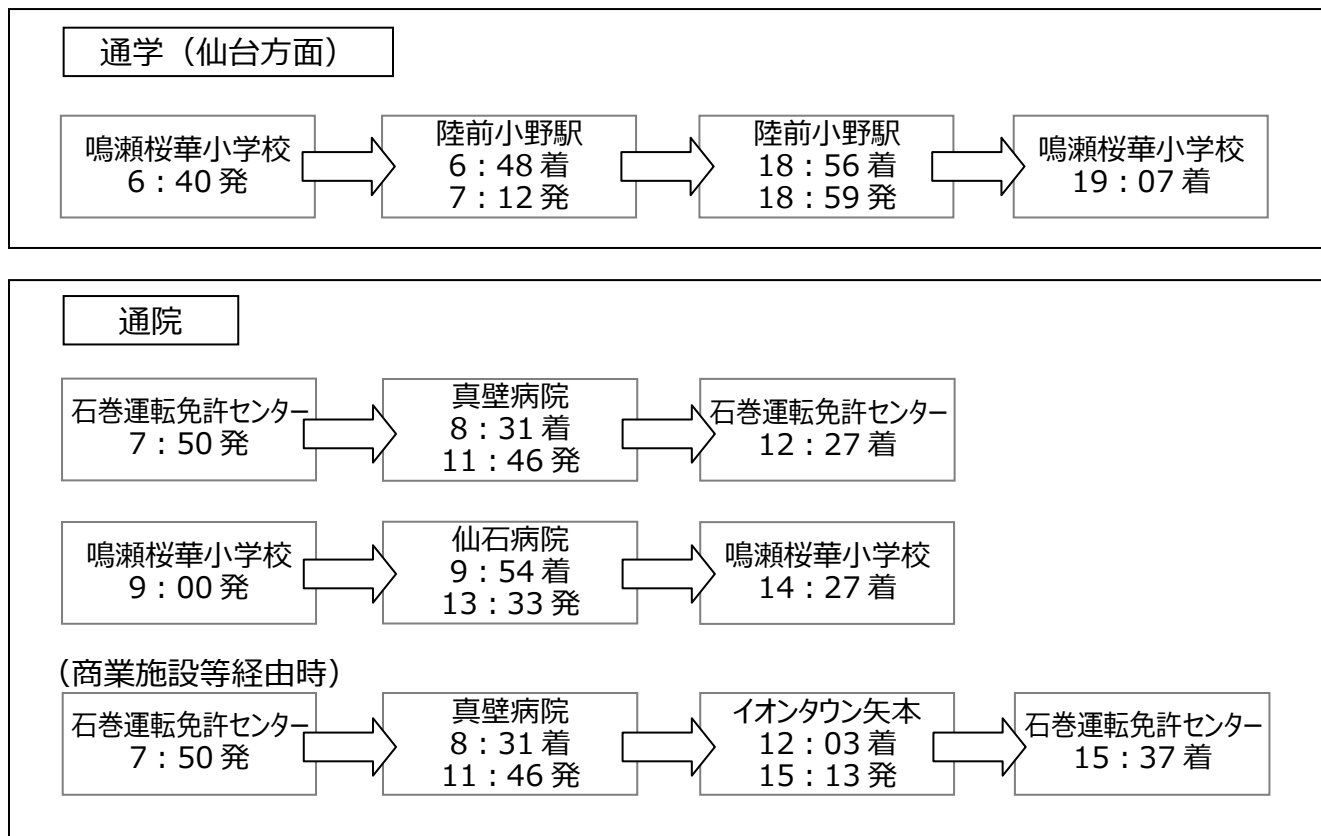 通学（仙台方面）
鳴瀬桜華小学校
6：40 発
陸前小野駅
6：48 着
7：12 発
陸前小野駅
18：56 着
18：59 発
鳴瀬桜華小学校
19：07 着
通院
石巻運転免許センター
7：50 発
真壁病院
8：31 着
11：46 発
石巻運転免許センター
12：27 着
鳴瀬桜華小学校
9：00 発
仙石病院
9：54 着
13：33 発
鳴瀬桜華小学校
14：27 着
（商業施設等経由時）
石巻運転免許センター
7：50 発
真壁病院
8：31 着
11：46 発
イオンタウン矢本
12：03 着
15：13 発
石巻運転免許センター
15：37 着